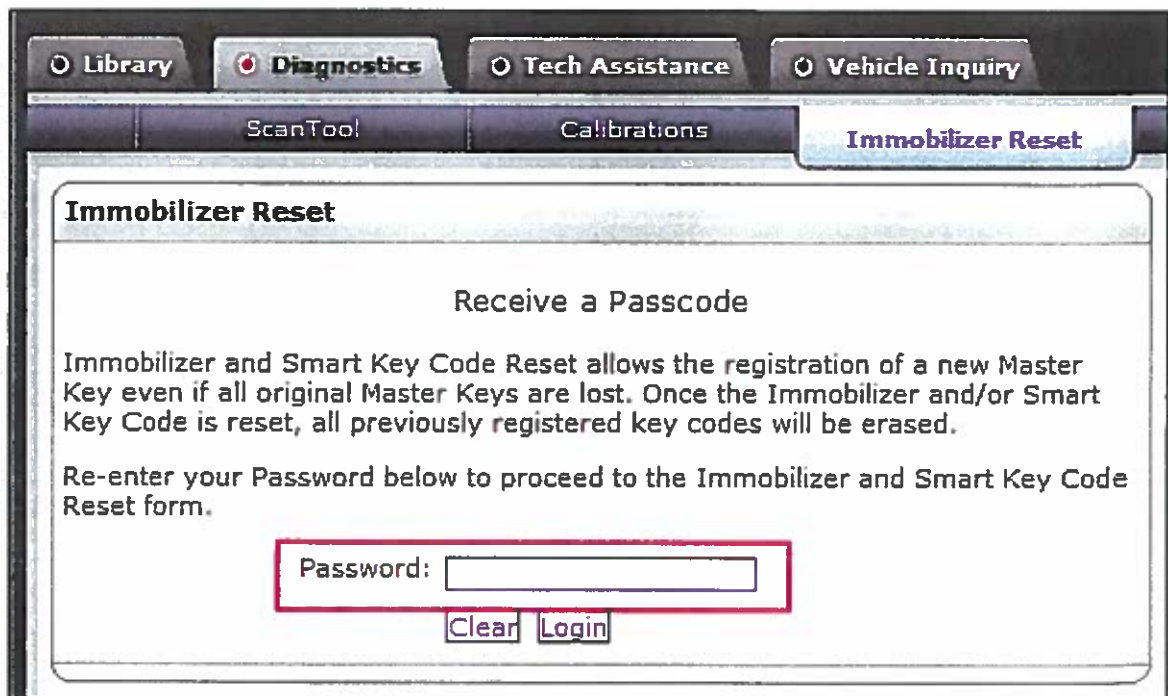 Library Diagnostics Tech Assistance Vehicle Inquiry
ScanTool Calibrations Immobilizer Reset
Immobilizer Reset
Receive a Passcode
Immobilizer and Smart Key Code Reset allows the registration of a new Master
Key even if all original Master Keys are lost. Once the Immobilizer and/or Smart
Key Code is reset, all previously registered key codes will be erased.
Re-enter your Password below to proceed to the Immobilizer and Smart Key Code
Reset form.
Password:
Clear Login